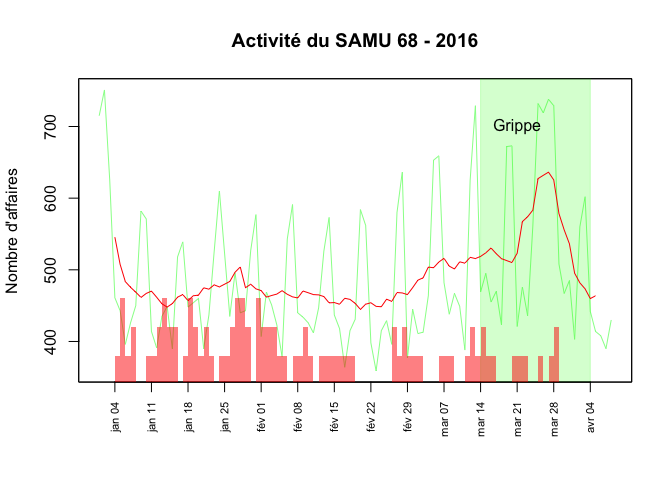 Activité du SAMU 68 - 2016
Nombre d'affaires
700
600
500
400
Grippe
jan 04
jan 11
jan 18
jan 25
fév 01
fév 08
fév 15
fév 22
fév 29
mar 07
mar 14
mar 21
mar 28
avr 04